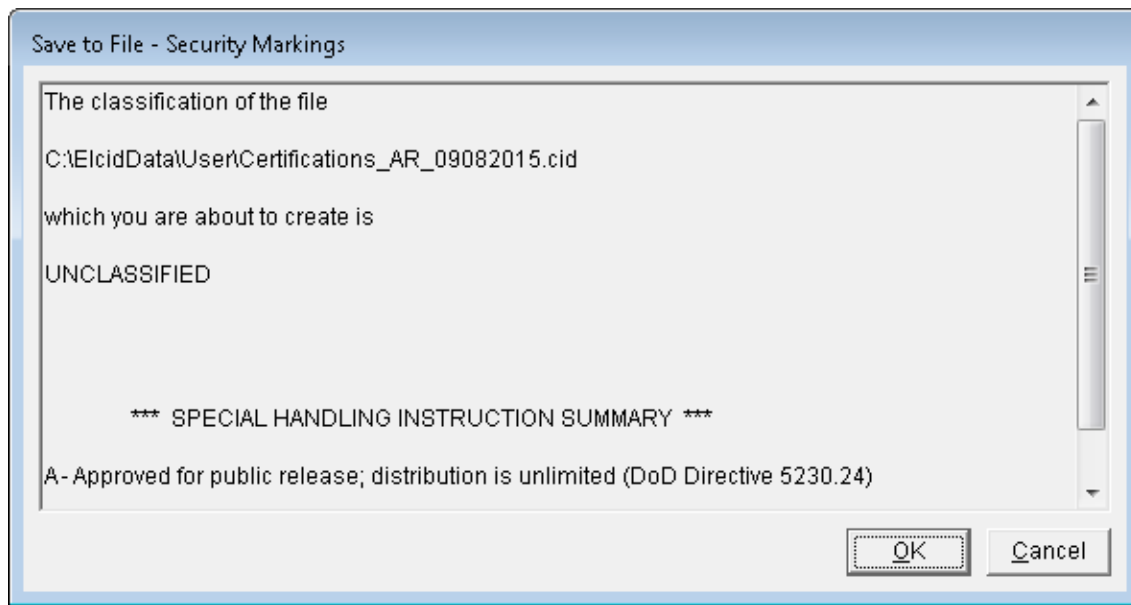 Save to File - Security Markings
The classification of the file
C:\ElcidData\User\Certifications_AR_09082015.cid
which you are about to create is
UNCLASSIFIED
*** SPECIAL HANDLING INSTRUCTION SUMMARY ***
A - Approved for public release; distribution is unlimited (DoD Directive 5230.24)
OK
Cancel